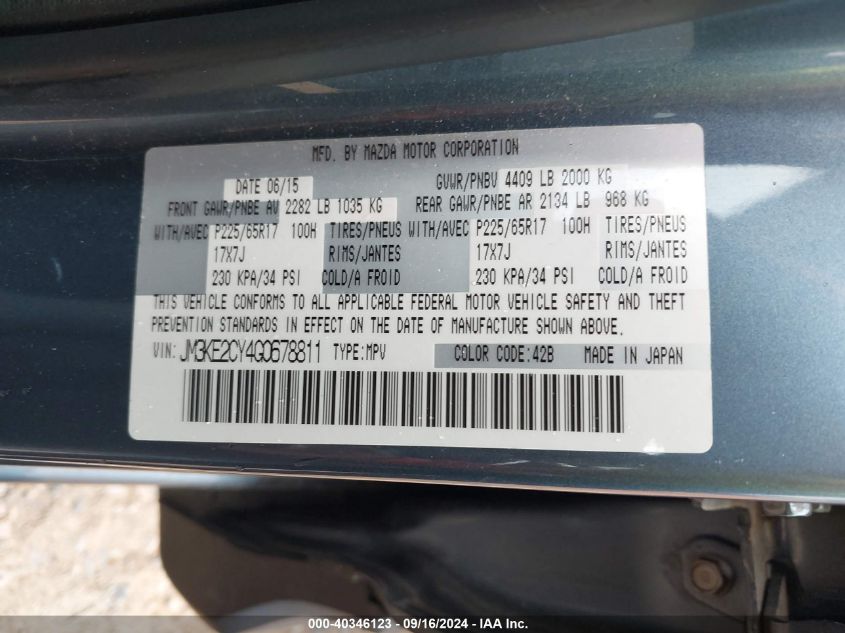 MFD. BY MAZDA MOTOR CORPORATION
DATE 06/15 GVWR/PNBV 4409 LB 2000 KG
FRONT GAWR/PNBE AV 2282 LB 1035 KG REAR GAWR/PNBE AR 2134 LB 968 KG
WITH/AVEC P225/65R17 100H TIRES/PNEUS WITH/AVEC P225/65R17 100H TIRES/PNEUS
17X7J RIMS/JANTES 17X7J RIMS/JANTES
230 KPA/34 PSI COLD/A FROID 230 KPA/34 PSI COLD/A FROID
THIS VEHICLE CONFORMS TO ALL APPLICABLE FEDERAL MOTOR VEHICLE SAFETY AND THEFT
PREVENTION STANDARDS IN EFFECT ON THE DATE OF MANUFACTURE SHOWN ABOVE.
VIN: JM3KE2CY4G0678811 TYPE:MPV COLOR CODE:42B MADE IN JAPAN
40346123 - 09/16/2024 - IAA Inc.